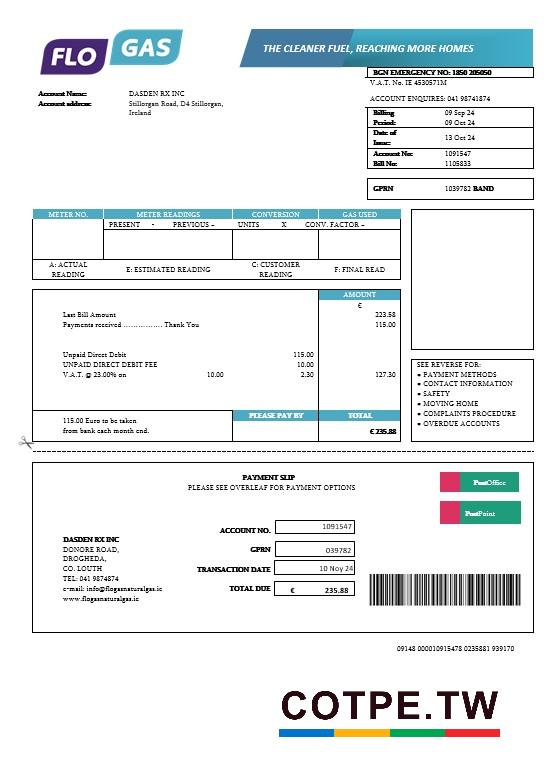 FLO GAS
THE CLEANER FUEL, REACHING MORE HOMES
BGN EMERGENCY NO: 1850 205050
V.A.T. No. IE 4530571M
ACCOUNT ENQUIRES: 041 98741874
Account Name: DASDEN RX INC
Account address: Stillorgan Road, D4 Stillorgan,
Ireland
Billing 09 Sep 24
Period: 09 Oct 24
Date of
Issue: 13 Oct 24
Account No: 1091547
Bill No: 1105833
GPRN 1039782 BAND
METER NO. METER READINGS CONVERSION GAS USED
PRESENT - PREVIOUS = UNITS X CONV. FACTOR =
A: ACTUAL
READING
E: ESTIMATED READING
C: CUSTOMER
READING
F: FINAL READ
AMOUNT
€
Last Bill Amount 223.58
Payments received ................ Thank You 115.00
Unpaid Direct Debit 115.00
UNPAID DIRECT DEBIT FEE 10.00
V.A.T. @ 23.00% on 10.00 2.30 127.30
SEE REVERSE FOR:
• PAYMENT METHODS
• CONTACT INFORMATION
• SAFETY
• MOVING HOME
• COMPLAINTS PROCEDURE
• OVERDUE ACCOUNTS
115.00 Euro to be taken
from bank each month end.
PLEASE PAY BY TOTAL
€ 235.88
PAYMENT SLIP
PLEASE SEE OVERLEAF FOR PAYMENT OPTIONS
PostOffice
PostPoint
ACCOUNT NO. 1091547
GPRN 039782
TRANSACTION DATE 10 Noy 24
TOTAL DUE € 235.88
DASDEN RX INC
DONORE ROAD,
DROGHEDA,
CO. LOUTH
TEL: 041 9874874
e-mail: info@flogasnaturalgas.ie
www.flogasnaturalgas.ie
09148 000010915478 0235881 939170
COTPE.TW